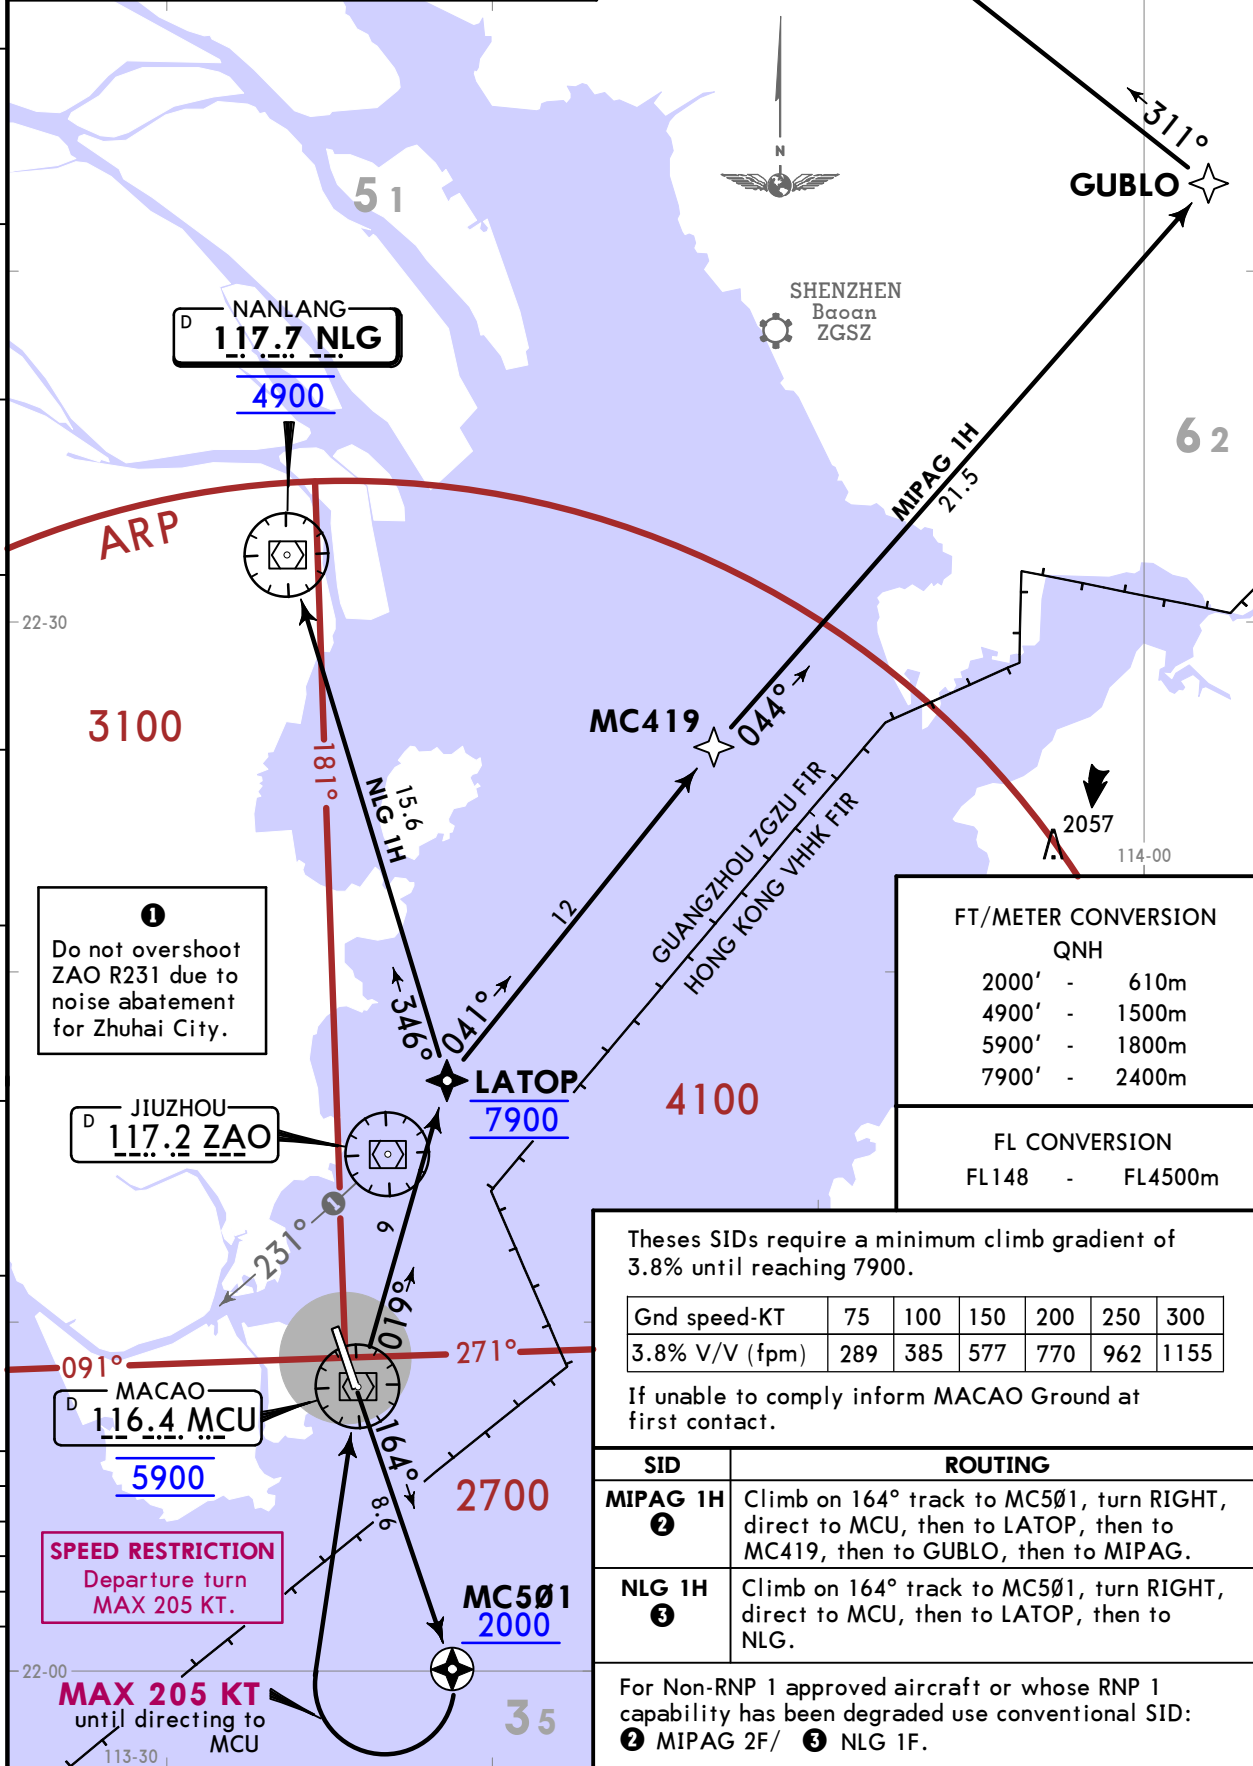 311°
GUBLO
N
51
SHENZHEN
Baoan
ZGSZ
NANLANG
D 117.7 NLG
4900
62
MIPAG 1H
21.5
ARP
22-30
3100
181°
MC419
044°
15.6
NLG 1H
GUANGZHOU ZGZU FIR
HONG KONG VHHK FIR
2057
114-00
12
❶
Do not overshoot
ZAO R231 due to
noise abatement
for Zhuhai City.
FT/METER CONVERSION
QNH
2000' - 610m
4900' - 1500m
5900' - 1800m
7900' - 2400m
346°
041°
LATOP
7900
4100
JIUZHOU
D 117.2 ZAO
FL CONVERSION
FL148 - FL4500m
❶
231°
6
019°
Theses SIDs require a minimum climb gradient of
3.8% until reaching 7900.
Gnd speed-KT 75 100 150 200 250 300
3.8% V/V (fpm) 289 385 577 770 962 1155
If unable to comply inform MACAO Ground at
first contact.
091°
271°
MACAO
D 116.4 MCU
5900
164°
8.6
2700
SID ROUTING
MIPAG 1H ❷
Climb on 164° track to MC5Ø1, turn RIGHT,
direct to MCU, then to LATOP, then to
MC419, then to GUBLO, then to MIPAG.
NLG 1H ❸
Climb on 164° track to MC5Ø1, turn RIGHT,
direct to MCU, then to LATOP, then to
NLG.
SPEED RESTRICTION
Departure turn
MAX 205 KT.
MC5Ø1
2000
22-00
MAX 205 KT
until directing to
MCU
113-30
35
For Non-RNP 1 approved aircraft or whose RNP 1
capability has been degraded use conventional SID:
❷ MIPAG 2F/ ❸ NLG 1F.